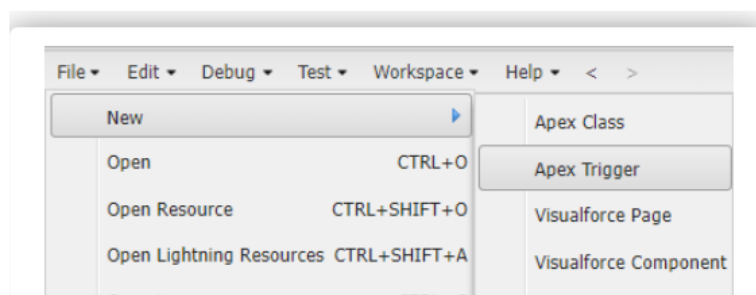 File Edit Debug Test Workspace Help < >
New
Apex Class
Open CTRL+O
Apex Trigger
Open Resource CTRL+SHIFT+O
Visualforce Page
Open Lightning Resources CTRL+SHIFT+A
Visualforce Component